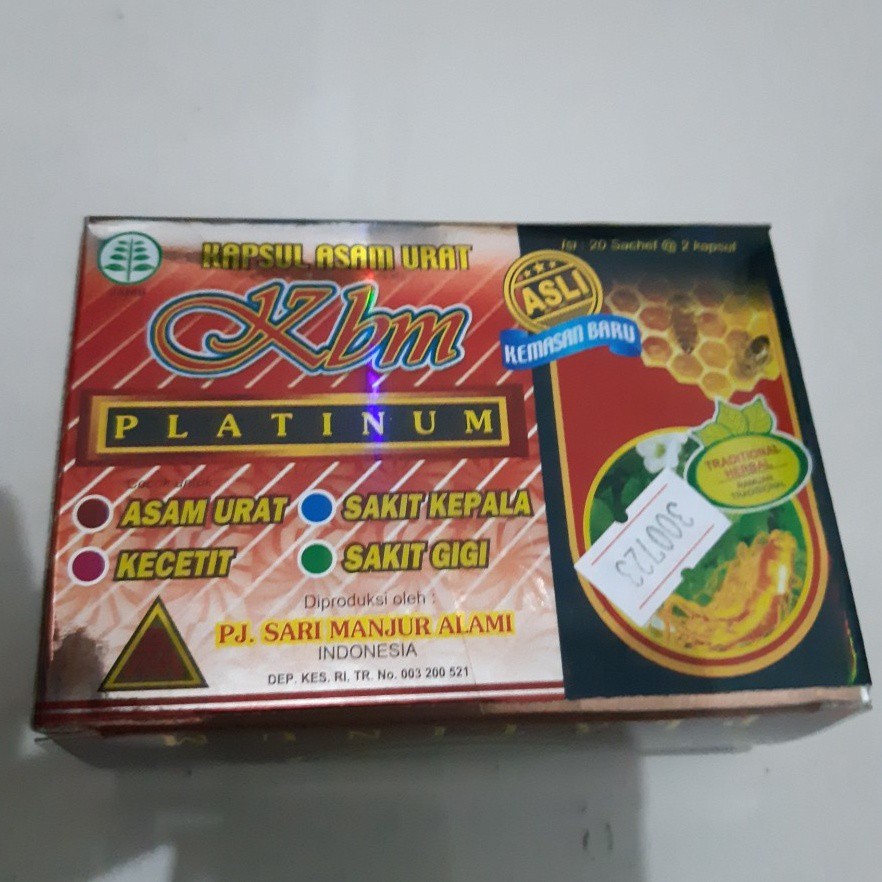 KAPSUL ASAM URAT
Isi : 20 Sachet @ 2 kapsul
Kbm
ASLI
KEMASAN BARU
PLATINUM
TRADITIONAL
HERBAL
RAMUAN
TRADISIONAL
ASAM URAT
SAKIT KEPALA
KECETIT
SAKIT GIGI
300723
Diproduksi oleh :
PJ. SARI MANJUR ALAMI
INDONESIA
DEP. KES. RI. TR. No. 003 200 521